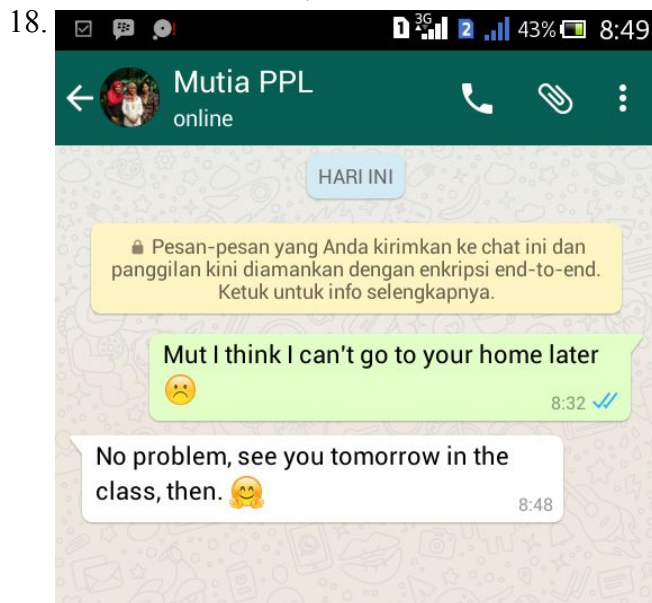 18.
1 3G 2 43% 8:49
Mutia PPL
online
HARI INI
Pesan-pesan yang Anda kirimkan ke chat ini dan
panggilan kini diamankan dengan enkripsi end-to-end.
Ketuk untuk info selengkapnya.
Mut I think I can't go to your home later
☹️
8:32
No problem, see you tomorrow in the
class, then. 🤗
8:48